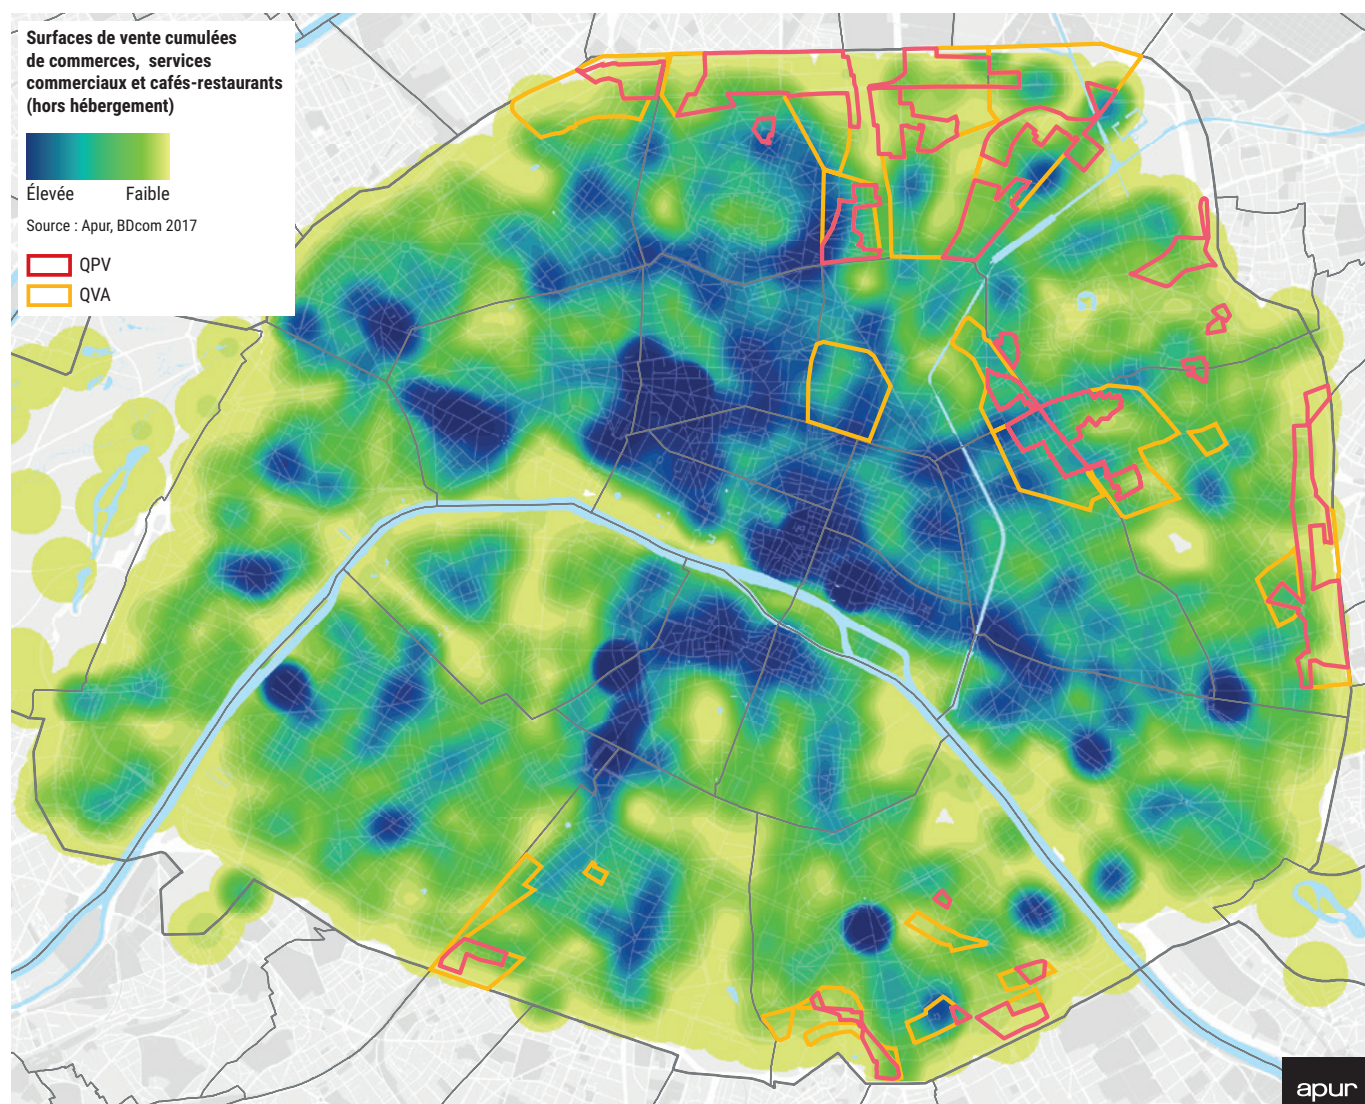 Surfaces de vente cumulées
de commerces, services
commerciaux et cafés-restaurants
(hors hébergement)
Élevée Faible
Source : Apur, BDcom 2017
QPV
QVA
apur